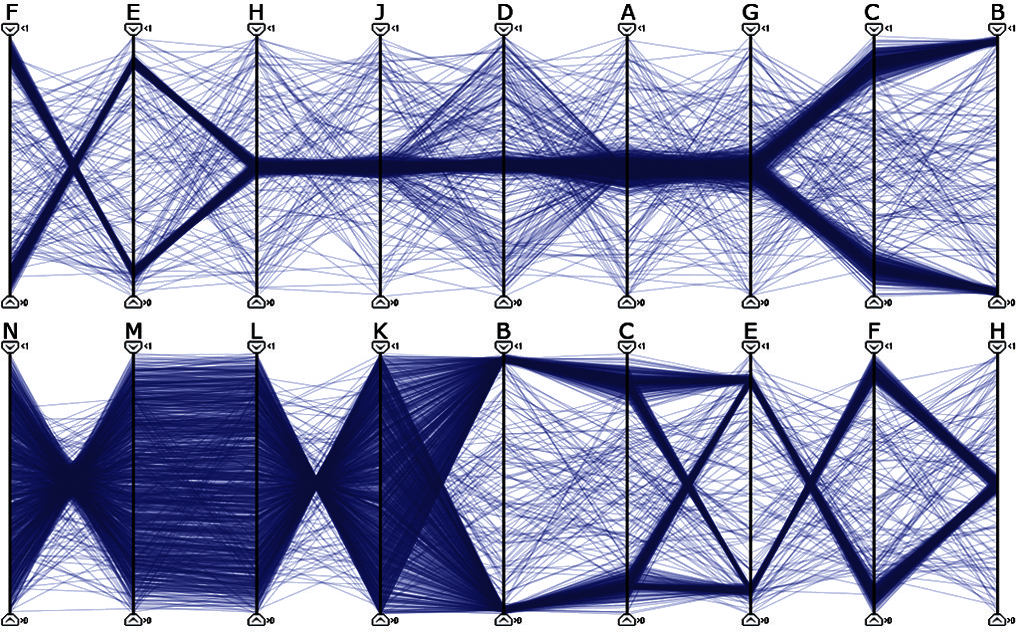 F E H J D A G C B
<1 <1 <1 <1 <1 <1 <1 <1 <1
>0 >0 >0 >0 >0 >0 >0 >0 >0
N M L K B C E F H
<1 <1 <1 <1 <1 <1 <1 <1 <1
>0 >0 >0 >0 >0 >0 >0 >0 >0